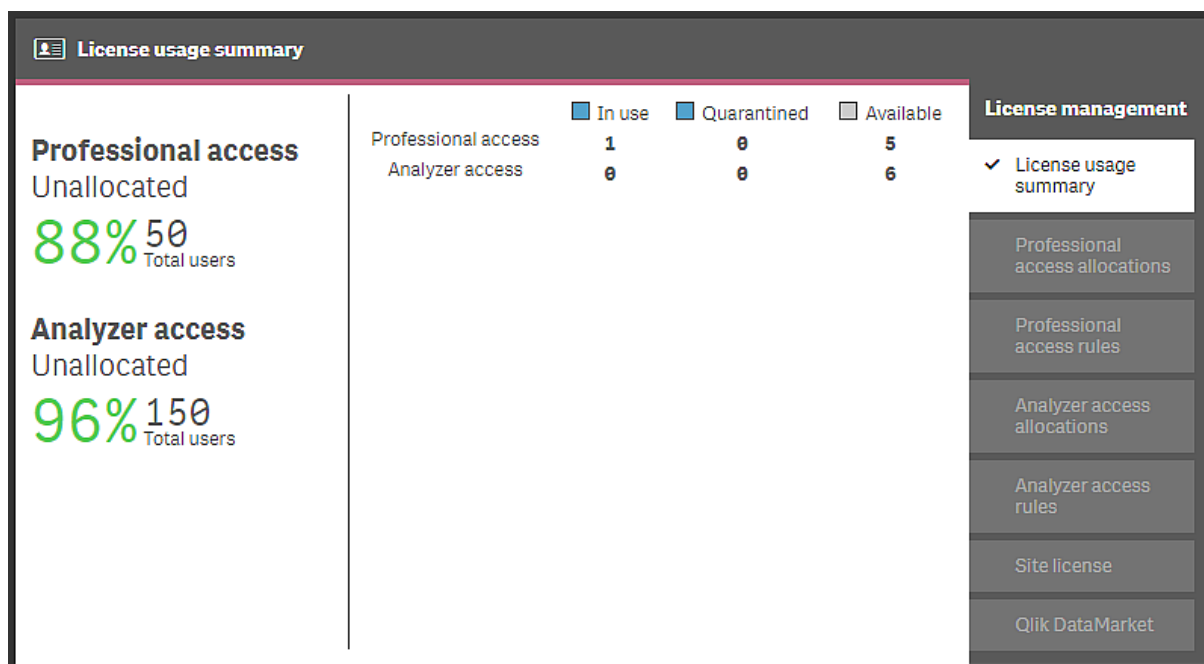 License usage summary
Professional access
Unallocated
88% 50
Total users
Analyzer access
Unallocated
96% 150
Total users
In use Quarantined Available
Professional access 1 0 5
Analyzer access 0 0 6
License management
License usage
summary
Professional
access allocations
Professional
access rules
Analyzer access
allocations
Analyzer access
rules
Site license
Qlik DataMarket